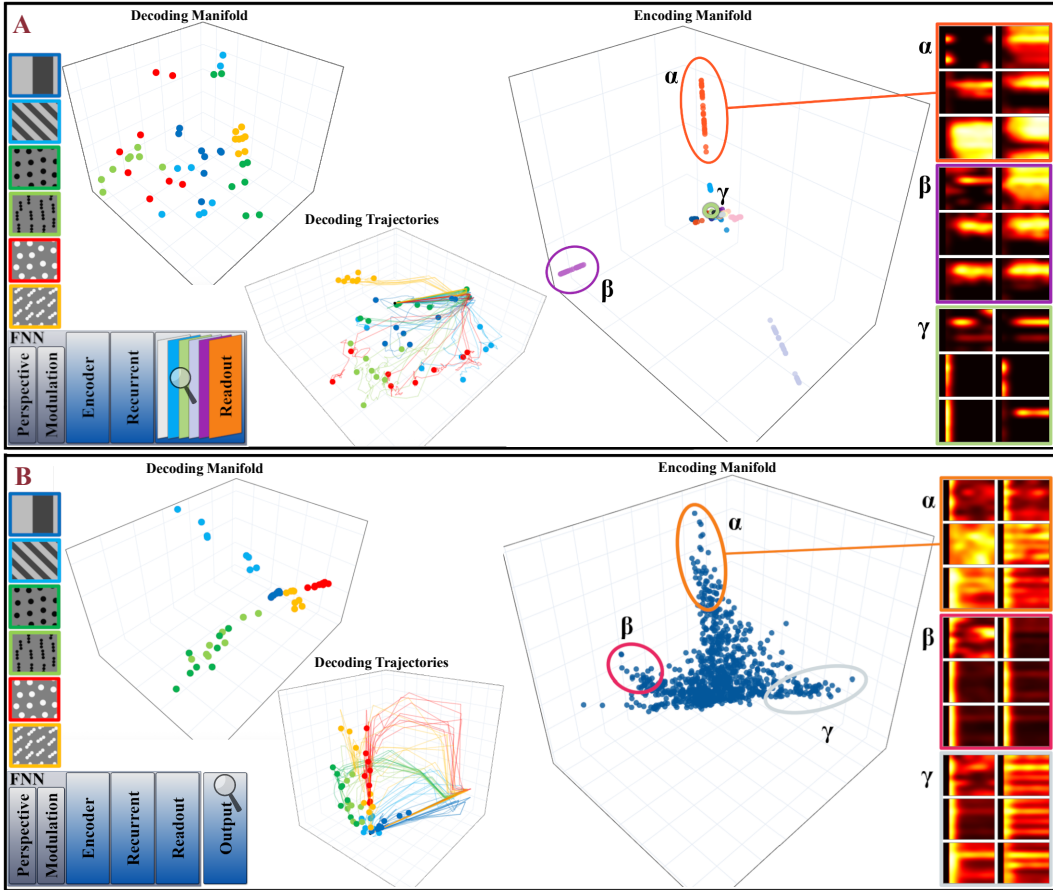 A
Decoding Manifold
Encoding Manifold
α
β
γ
α
β
γ
Decoding Trajectories
FNN
Perspective
Modulation
Encoder
Recurrent
Readout
B
Decoding Manifold
Encoding Manifold
α
β
γ
α
β
γ
Decoding Trajectories
FNN
Perspective
Modulation
Encoder
Recurrent
Readout
Output